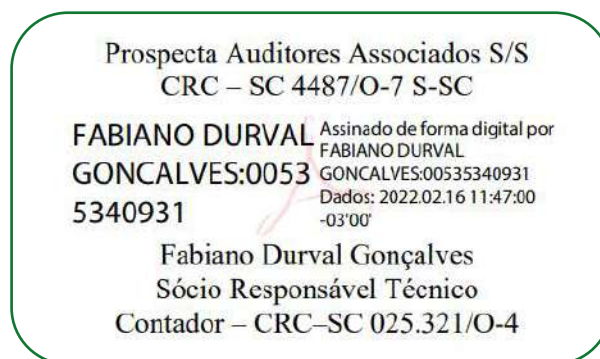 Prospecta Auditores Associados S/S
CRC – SC 4487/O-7 S-SC
FABIANO DURVAL
GONCALVES:0053
5340931
Assinado de forma digital por
FABIANO DURVAL
GONCALVES:00535340931
Dados: 2022.02.16 11:47:00
-03'00'
Fabiano Durval Gonçalves
Sócio Responsável Técnico
Contador – CRC–SC 025.321/O-4